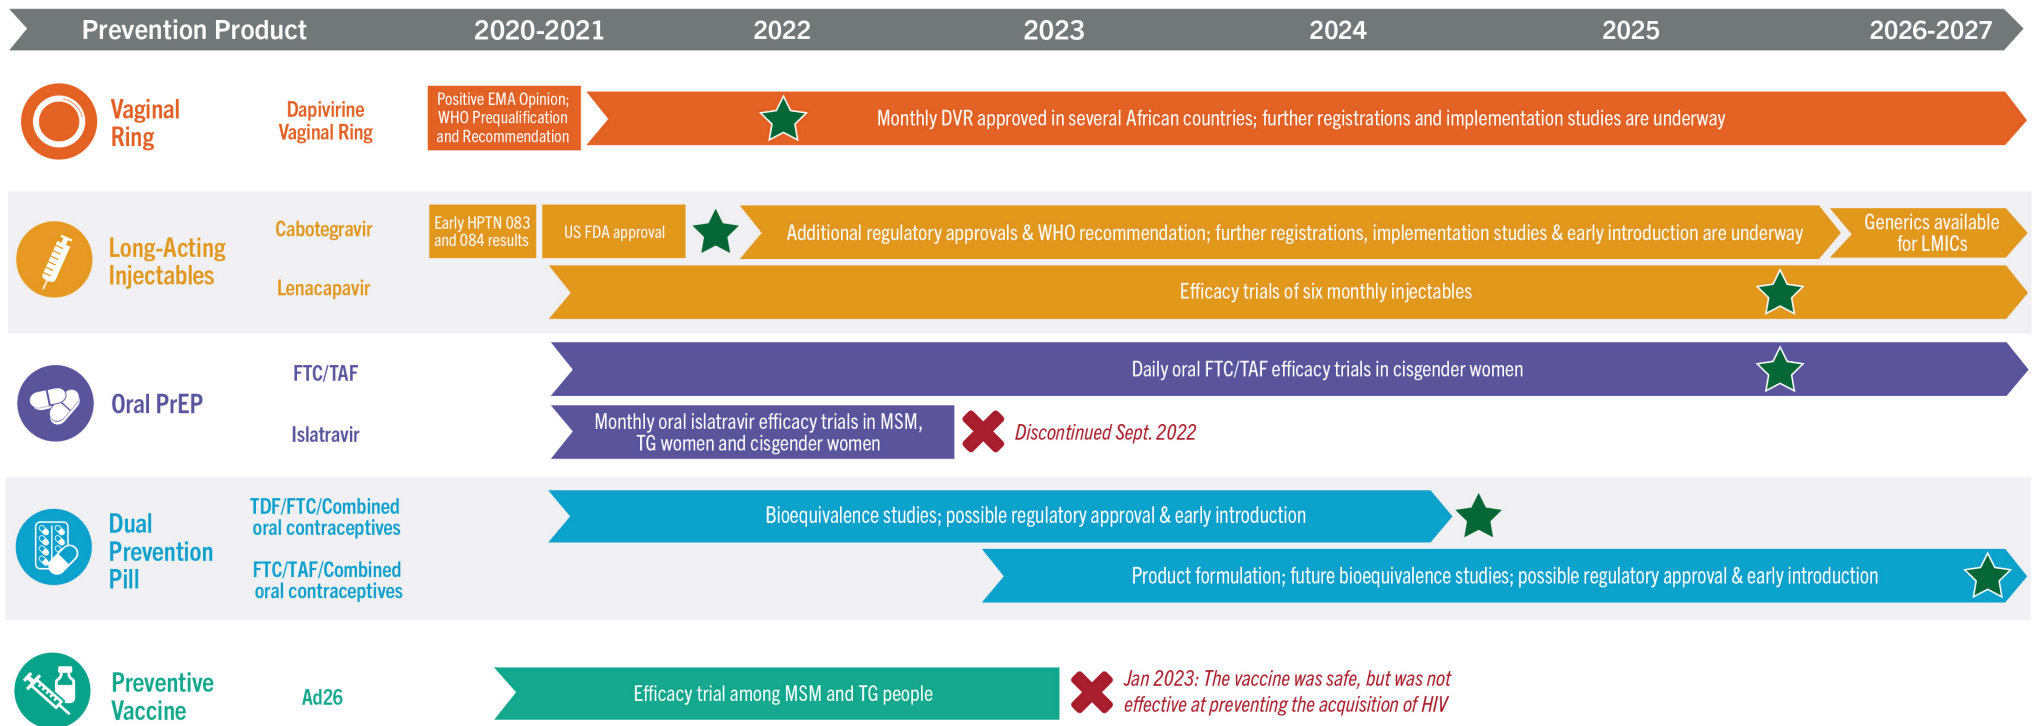 Prevention Product 2020-2021 2022 2023 2024 2025 2026-2027
Vaginal
Ring
Dapivirine
Vaginal Ring
Positive EMA Opinion;
WHO Prequalification
and Recommendation
Monthly DVR approved in several African countries; further registrations and implementation studies are underway
Long-Acting
Injectables
Cabotegravir
Early HPTN 083
and 084 results
US FDA approval
Additional regulatory approvals & WHO recommendation; further registrations, implementation studies & early introduction are underway
Generics available
for LMICs
Lenacapavir
Efficacy trials of six monthly injectables
Oral PrEP
FTC/TAF
Daily oral FTC/TAF efficacy trials in cisgender women
Islatravir
Monthly oral islatravir efficacy trials in MSM,
TG women and cisgender women
Discontinued Sept. 2022
Dual
Prevention
Pill
TDF/FTC/Combined
oral contraceptives
Bioequivalence studies; possible regulatory approval & early introduction
FTC/TAF/Combined
oral contraceptives
Product formulation; future bioequivalence studies; possible regulatory approval & early introduction
Preventive
Vaccine
Ad26
Efficacy trial among MSM and TG people
Jan 2023: The vaccine was safe, but was not
effective at preventing the acquisition of HIV